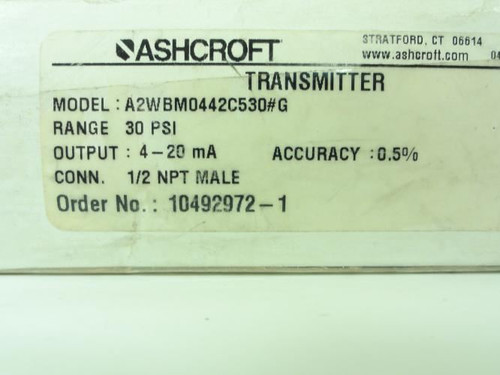 ASHCROFT
STRATFORD, CT 06614
www.ashcroft.com
TRANSMITTER
MODEL : A2WBM0442C530#G
RANGE 30 PSI
OUTPUT : 4-20 mA ACCURACY :0.5%
CONN. 1/2 NPT MALE
Order No. : 10492972-1